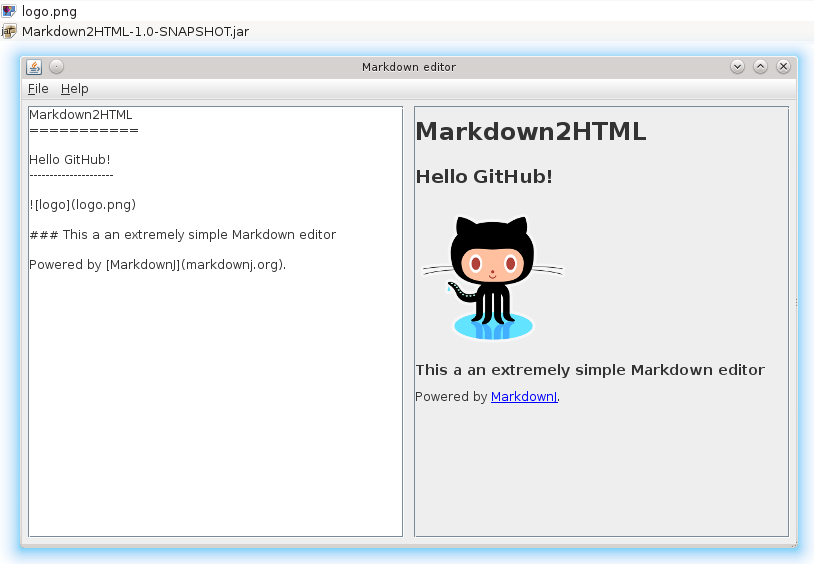 logo.png
Markdown2HTML-1.0-SNAPSHOT.jar
Markdown editor
File Help
Markdown2HTML
===========
Hello GitHub!
---------------------
![logo](logo.png)
### This a an extremely simple Markdown editor
Powered by [MarkdownJ](markdownj.org).
Markdown2HTML
Hello GitHub!
This a an extremely simple Markdown editor
Powered by MarkdownJ.